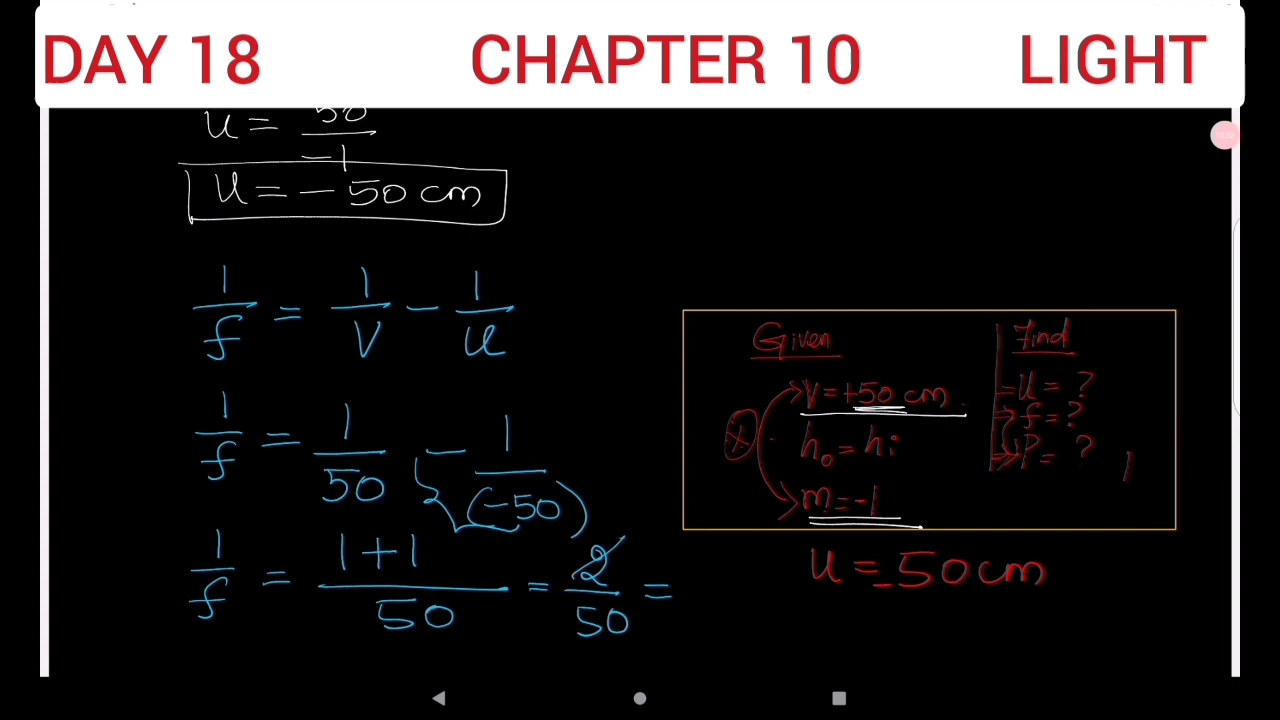 DAY 18 CHAPTER 10 LIGHT
u = 50
-1
u = - 50 cm
1/f = 1/v - 1/u
1/f = 1/50 - 1/(-50)
1/f = 1+1/50 = 2/50 =
Given
v = +50 cm
h₀ = hi
m = -1
Find
u = ?
f = ?
P = ?
u = -50 cm